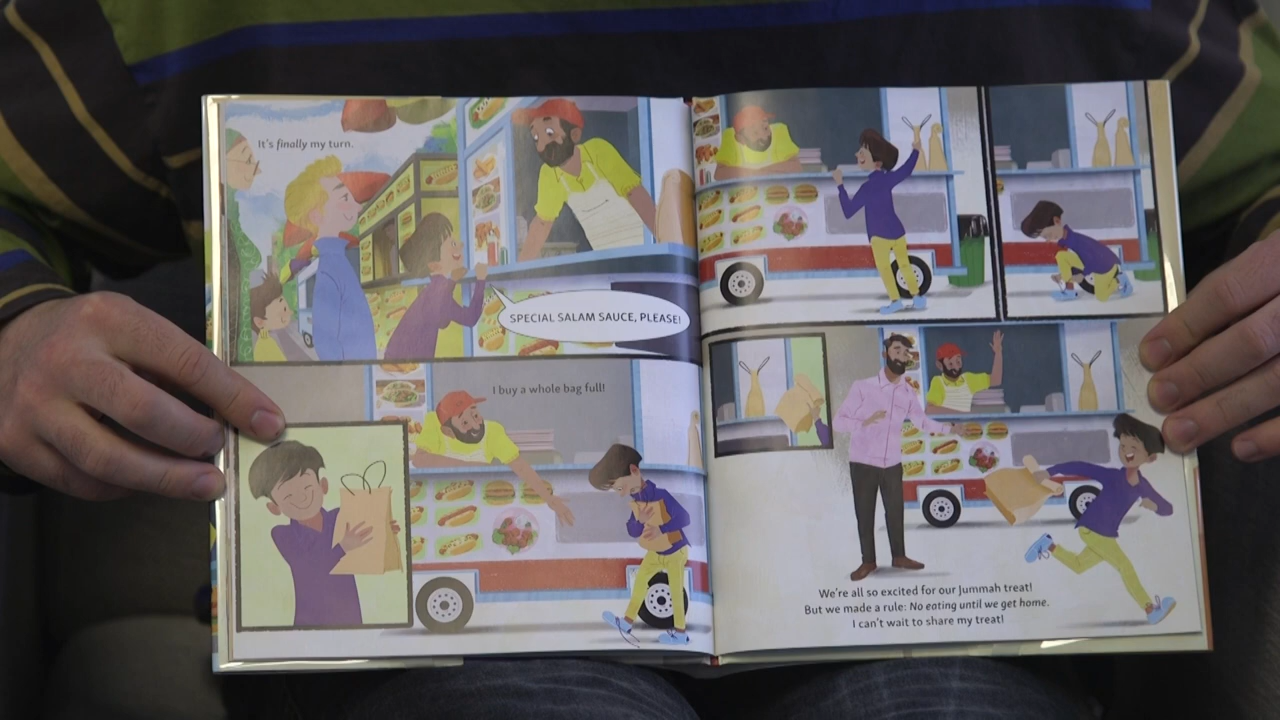 It's finally my turn.
SPECIAL SALAM SAUCE, PLEASE!
I buy a whole bag full!
We're all so excited for our Jummah treat!
But we made a rule: No eating until we get home.
I can't wait to share my treat!